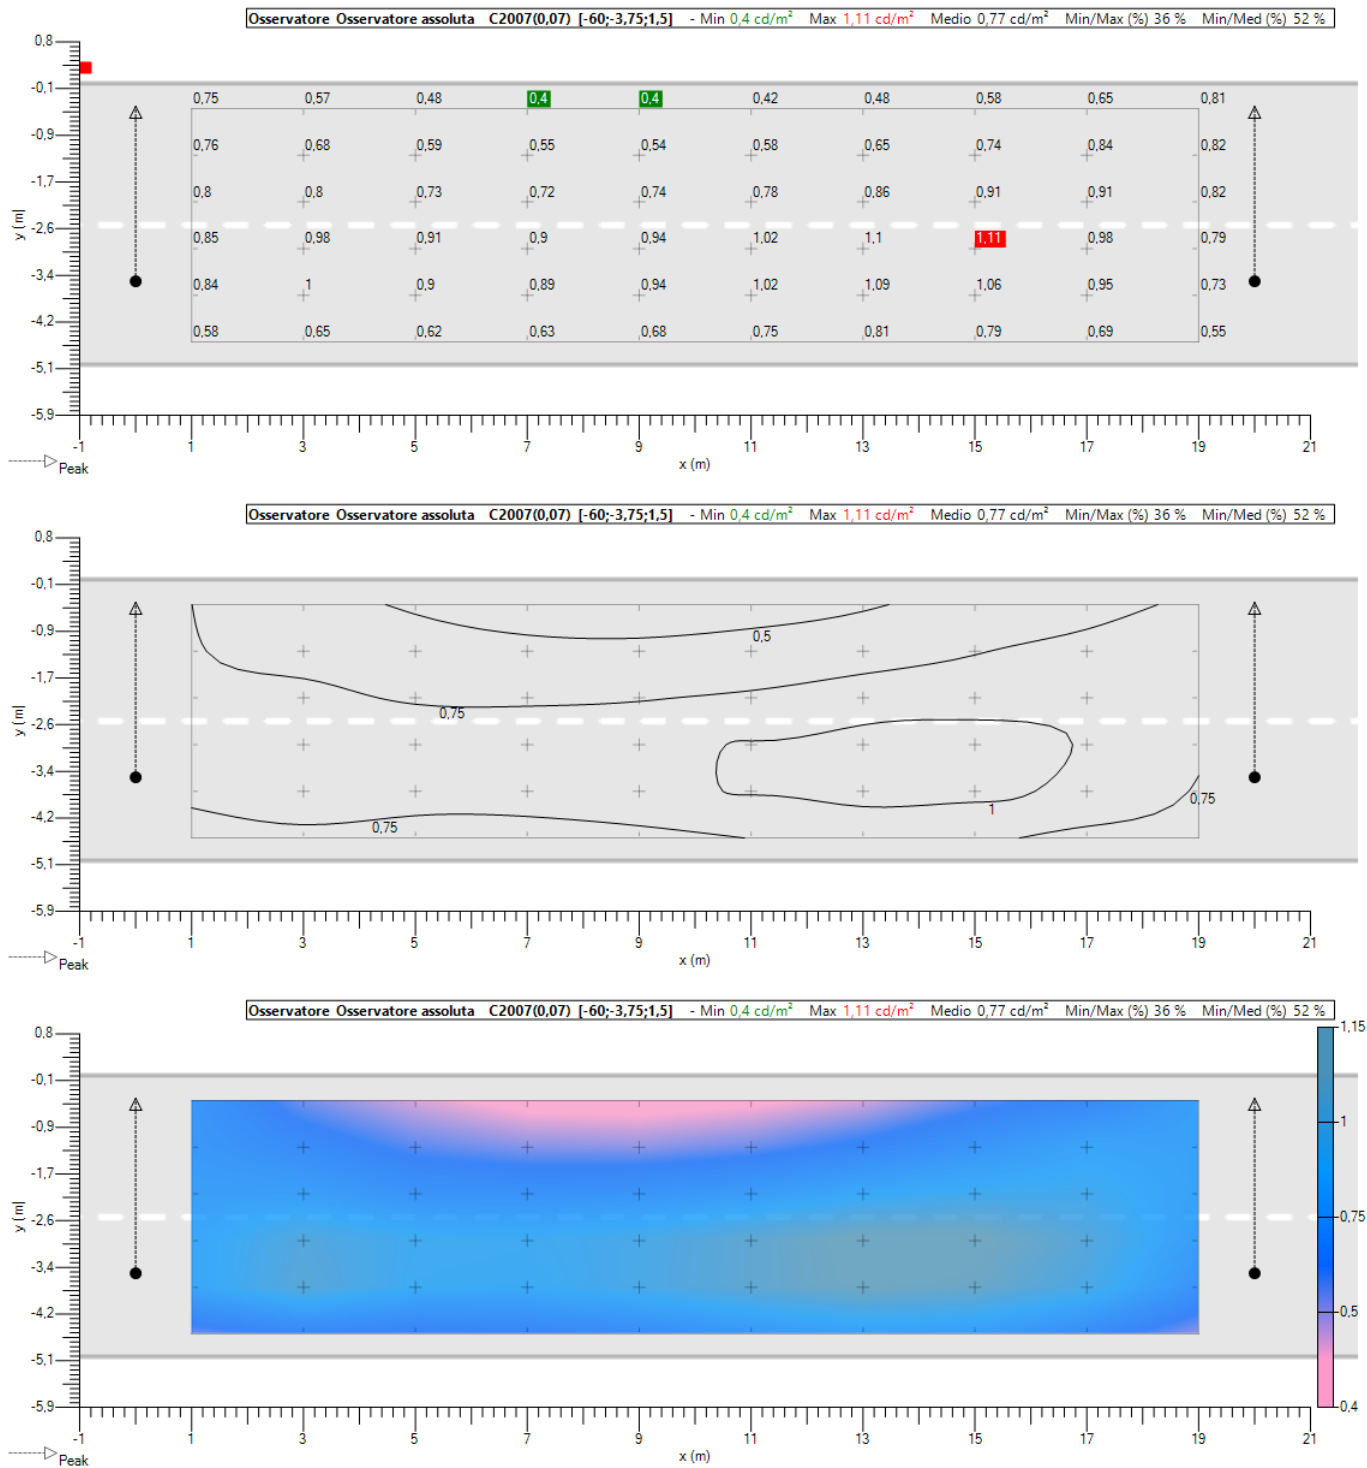 Osservatore Osservatore assoluta C2007(0,07) [-60;-3,75;1,5] - Min 0,4 cd/m² Max 1,11 cd/m² Medio 0,77 cd/m² Min/Max (%) 36 % Min/Med (%) 52 %
0,8
-0,1
0,75 0,57 0,48 0,4 0,4 0,42 0,48 0,58 0,65 0,81
-0,9
0,76 0,68 0,59 0,55 0,54 0,58 0,65 0,74 0,84 0,82
-1,7
0,8 0,8 0,73 0,72 0,74 0,78 0,86 0,91 0,91 0,82
y (m)
-2,6
0,85 0,98 0,91 0,9 0,94 1,02 1,1 1,11 0,98 0,79
-3,4
0,84 1 0,9 0,89 0,94 1,02 1,09 1,06 0,95 0,73
-4,2
0,58 0,65 0,62 0,63 0,68 0,75 0,81 0,79 0,69 0,55
-5,1
-5,9
-1 1 3 5 7 9 11 13 15 17 19 21
x (m)
Peak
Osservatore Osservatore assoluta C2007(0,07) [-60;-3,75;1,5] - Min 0,4 cd/m² Max 1,11 cd/m² Medio 0,77 cd/m² Min/Max (%) 36 % Min/Med (%) 52 %
0,8
-0,1
-0,9
0,5
-1,7
0,75
y (m)
-2,6
-3,4
0,75
1
-4,2
0,75
-5,1
-5,9
-1 1 3 5 7 9 11 13 15 17 19 21
x (m)
Peak
Osservatore Osservatore assoluta C2007(0,07) [-60;-3,75;1,5] - Min 0,4 cd/m² Max 1,11 cd/m² Medio 0,77 cd/m² Min/Max (%) 36 % Min/Med (%) 52 %
0,8
-0,1
-0,9
-1,7
y (m)
-2,6
-3,4
-4,2
-5,1
-5,9
1,15
1
0,75
0,5
0,4
-1 1 3 5 7 9 11 13 15 17 19 21
x (m)
Peak